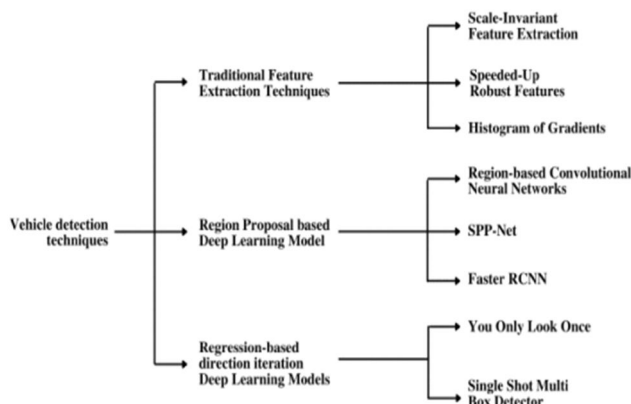 Scale-Invariant
Feature Extraction
Traditional Feature
Extraction Techniques
Speeded-Up
Robust Features
Histogram of Gradients
Region-based Convolutional
Neural Networks
Vehicle detection
techniques
Region Proposal based
Deep Learning Model
SPP-Net
Faster RCNN
You Only Look Once
Regression-based
direction iteration
Deep Learning Models
Single Shot Multi
Box Detector